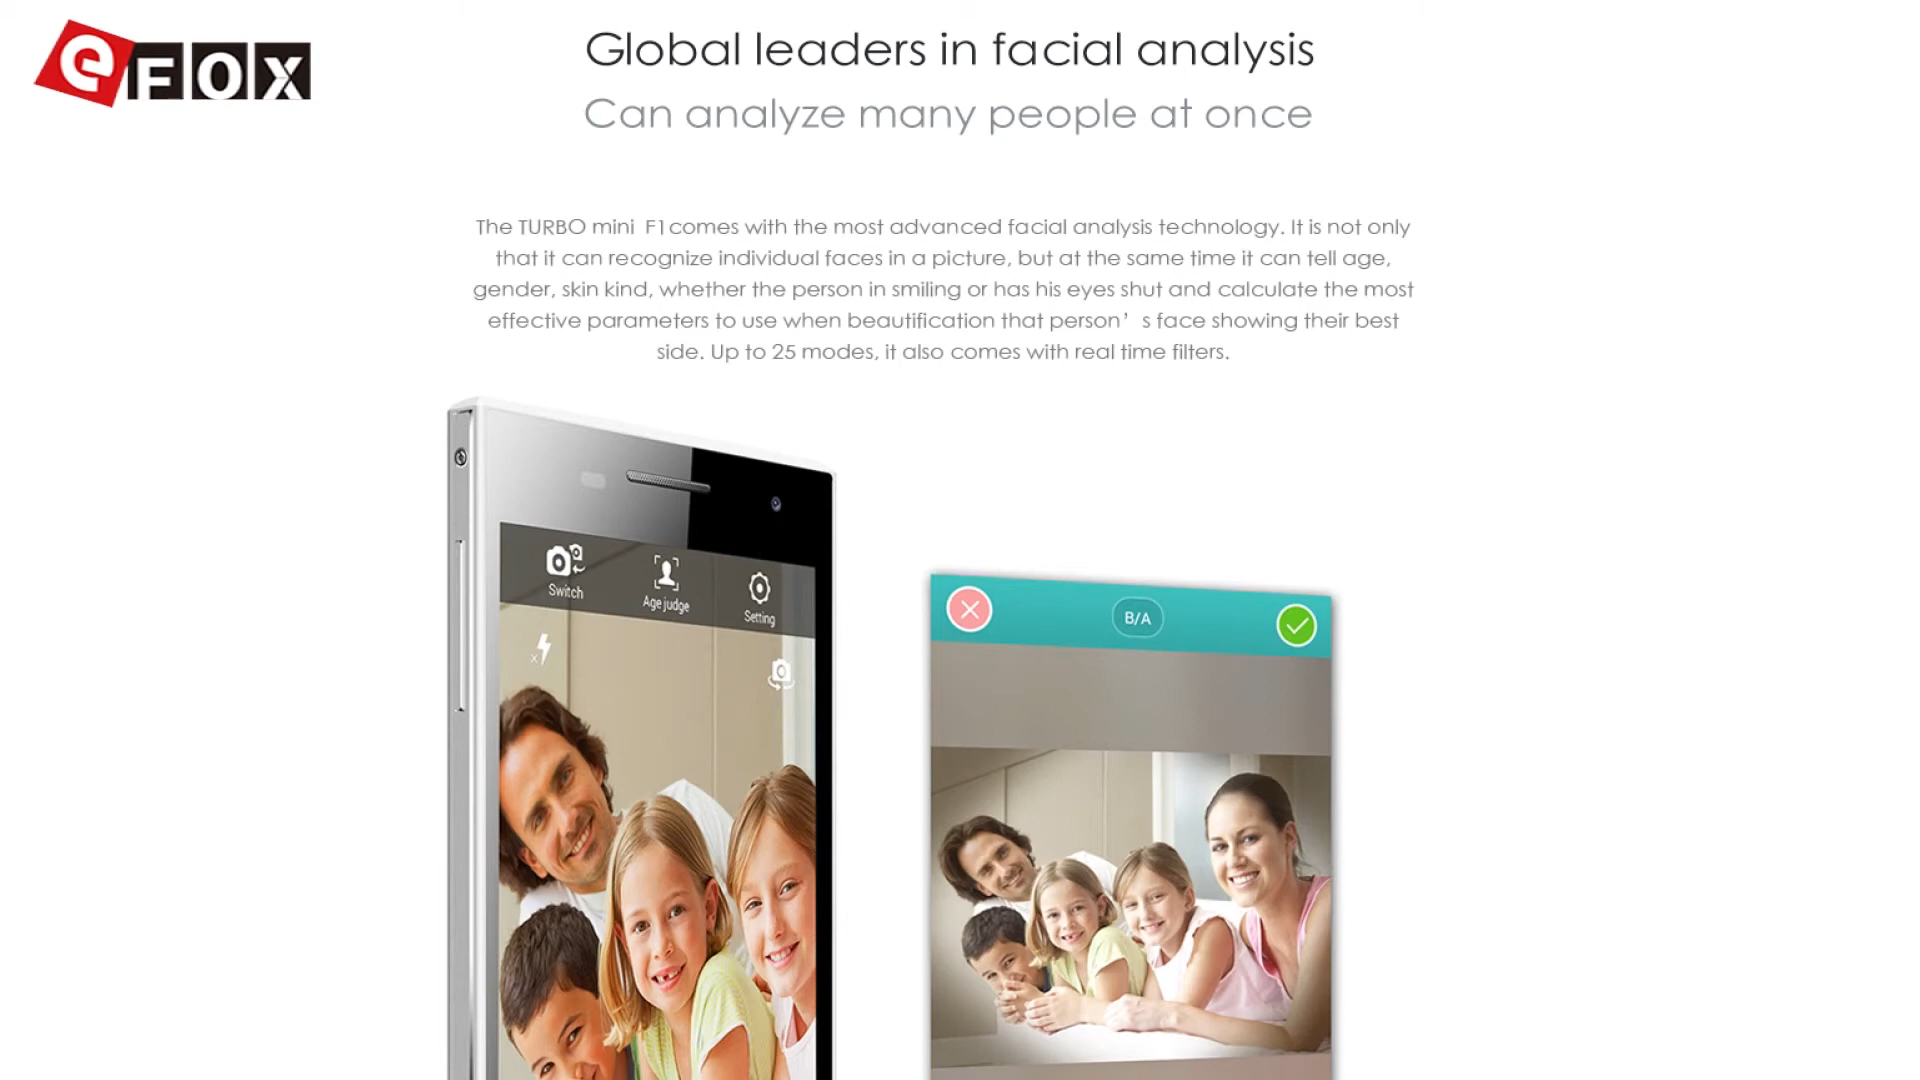 eFOX
Global leaders in facial analysis
Can analyze many people at once
The TURBO mini F1comes with the most advanced facial analysis technology. It is not only
that it can recognize individual faces in a picture, but at the same time it can tell age,
gender, skin kind, whether the person in smiling or has his eyes shut and calculate the most
effective parameters to use when beautification that person’ s face showing their best
side. Up to 25 modes, it also comes with real time filters.
Switch
Age judge
Setting
B/A